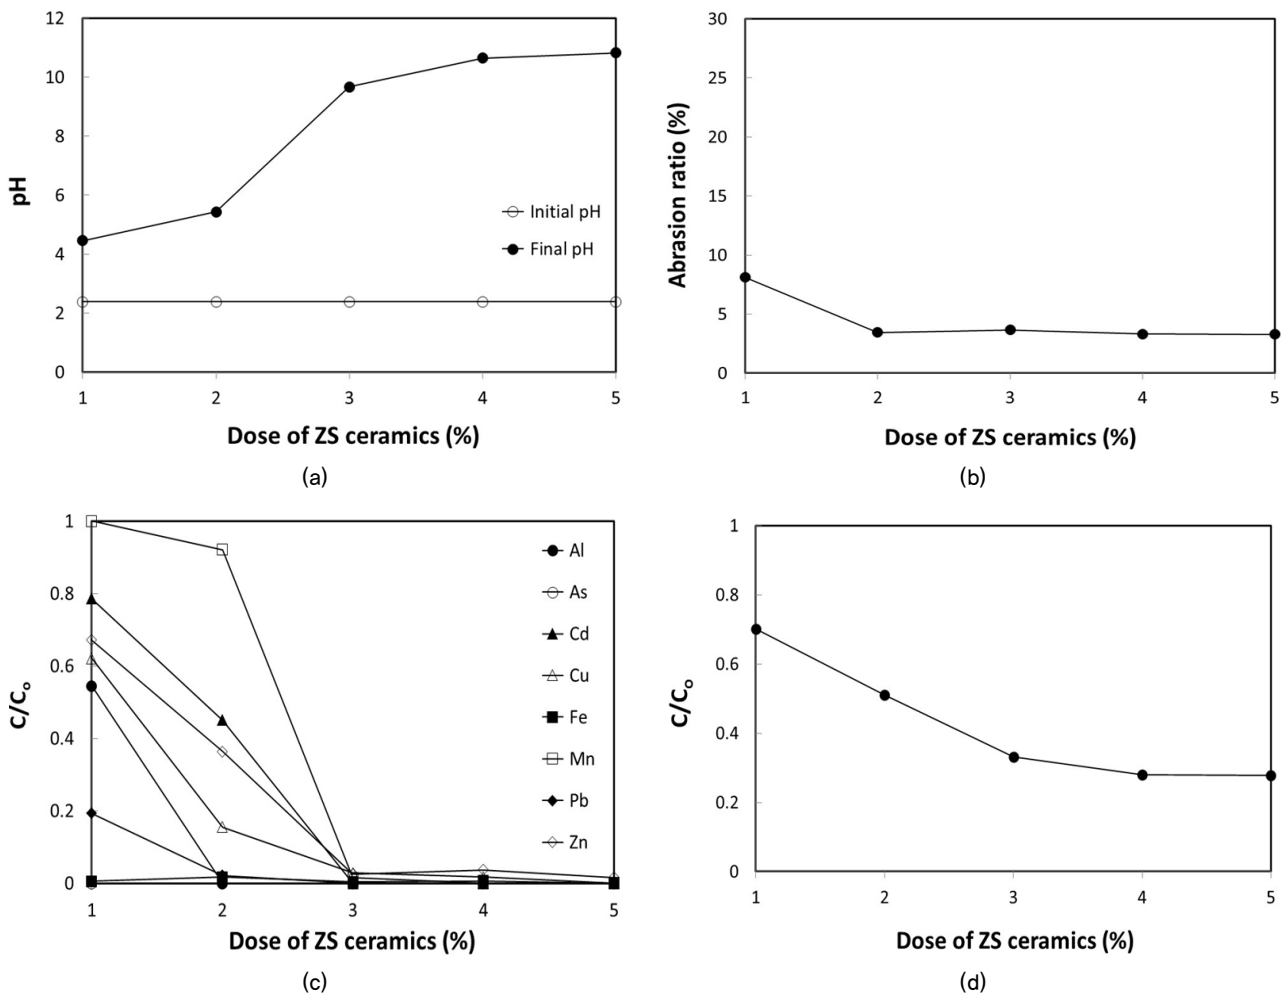 12
10
8
6
4
2
0
pH
Initial pH
Final pH
1 2 3 4 5
Dose of ZS ceramics (%)
(a)
30
25
20
15
10
5
0
Abrasion ratio (%)
1 2 3 4 5
Dose of ZS ceramics (%)
(b)
1
0.8
0.6
0.4
0.2
0
C/Co
Al
As
Cd
Cu
Fe
Mn
Pb
Zn
1 2 3 4 5
Dose of ZS ceramics (%)
(c)
1
0.8
0.6
0.4
0.2
0
C/Co
1 2 3 4 5
Dose of ZS ceramics (%)
(d)